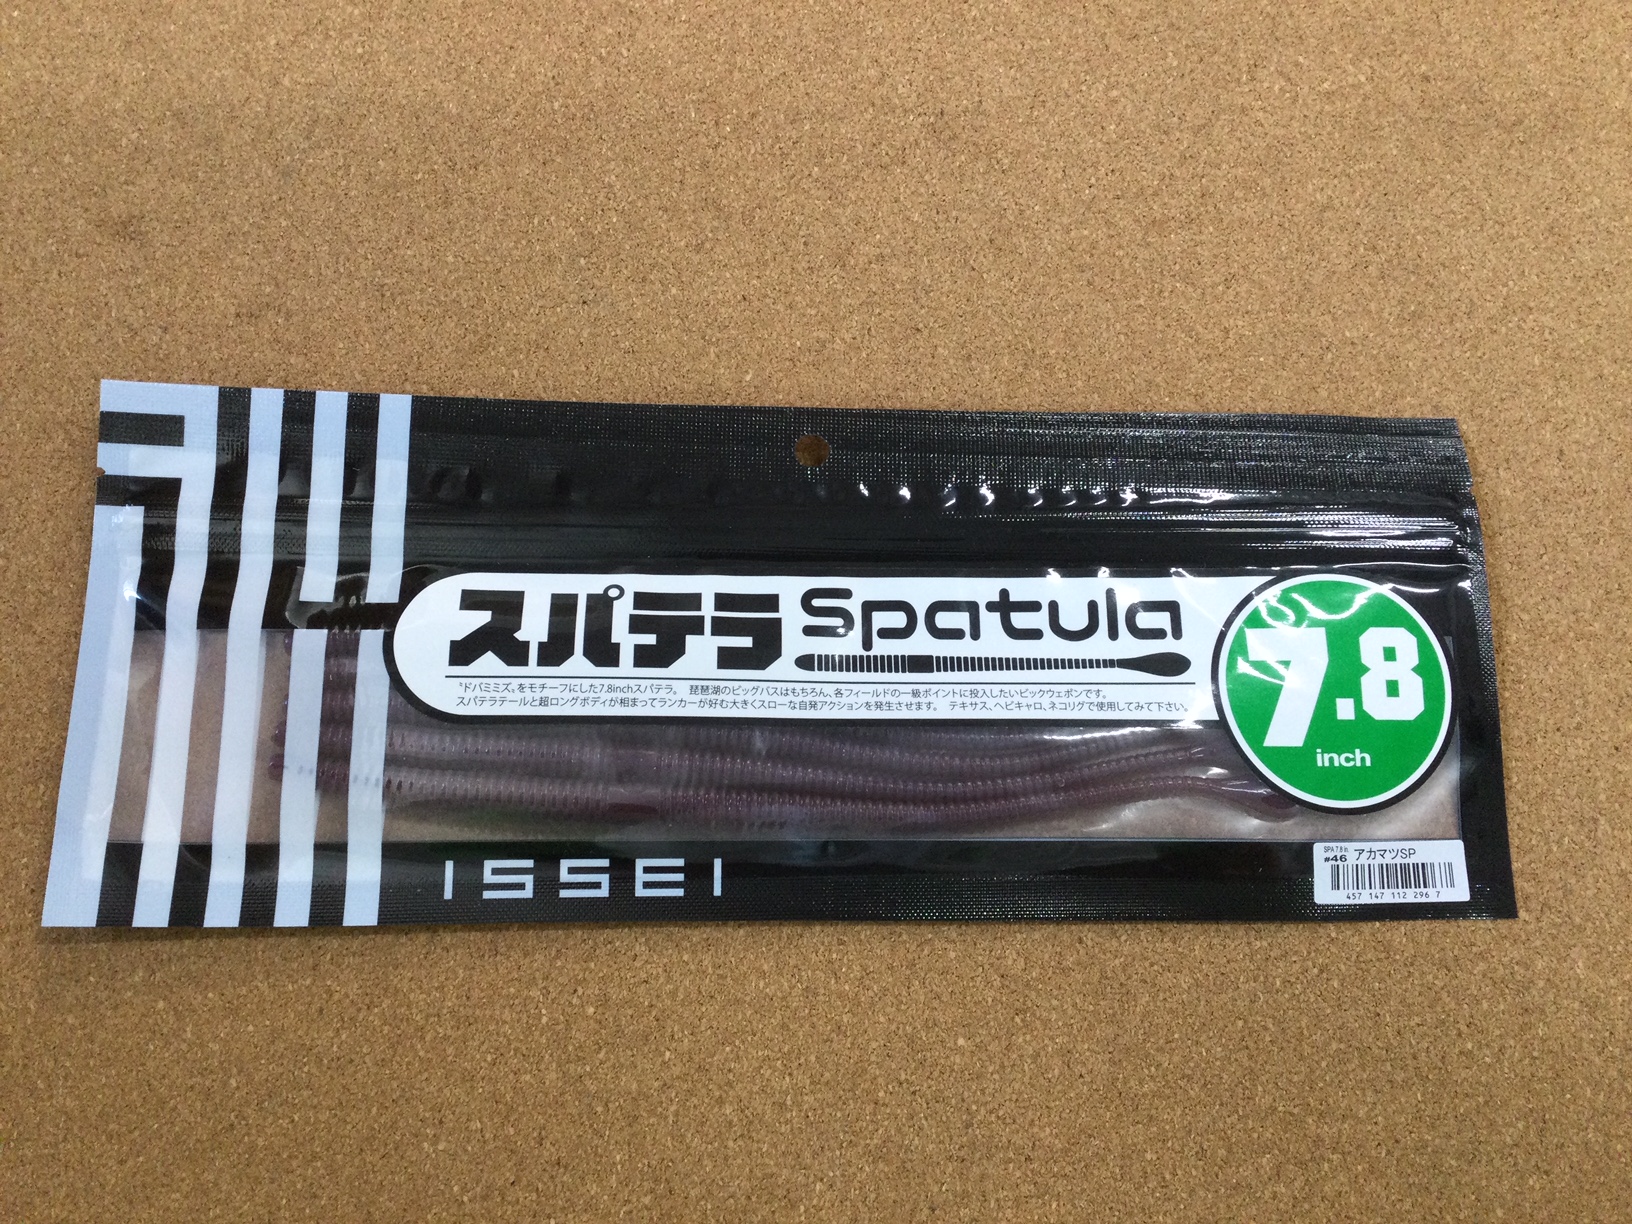 スパテラ Spatula
〝ドバミミズ〟をモチーフにした7.8inchスパテラ。 琵琶湖のビッグバスはもちろん、各フィールドの一級ポイントに投入したいビックウェポンです。
スパテラテールと超ロングボディが相まってランカーが好む大きくスローな自発アクションを発生させます。 テキサス、ヘビキャロ、ネコリグで使用してみて下さい。
7.8
inch
ISSEI
SPA 7.8 in
#46 アカマツSP
457 147 112 296 7